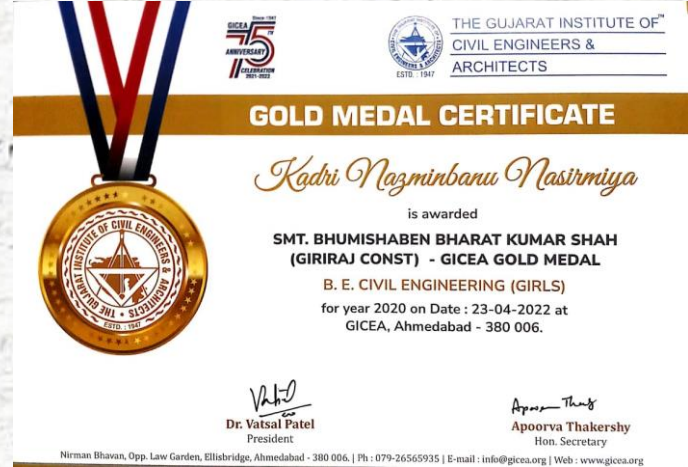 Since 1947
GICEA
75TH
ANNIVERSARY
CELEBRATION
2021-2022
ESTD. : 1947
THE GUJARAT INSTITUTE OF™
CIVIL ENGINEERS &
ARCHITECTS
GOLD MEDAL CERTIFICATE
Kadri Nazminbanu Nasirmiya
is awarded
SMT. BHUMISHABEN BHARAT KUMAR SHAH
(GIRIRAJ CONST) - GICEA GOLD MEDAL
B. E. CIVIL ENGINEERING (GIRLS)
for year 2020 on Date : 23-04-2022 at
GICEA, Ahmedabad - 380 006.
THE GUJARAT INSTITUTE OF CIVIL ENGINEERS & ARCHITECTS
ESTD. : 1947
Dr. Vatsal Patel
President
Apoorva Thakershy
Hon. Secretary
Nirman Bhavan, Opp. Law Garden, Ellisbridge, Ahmedabad - 380 006. | Ph : 079-26565935 | E-mail : info@gicea.org | Web : www.gicea.org